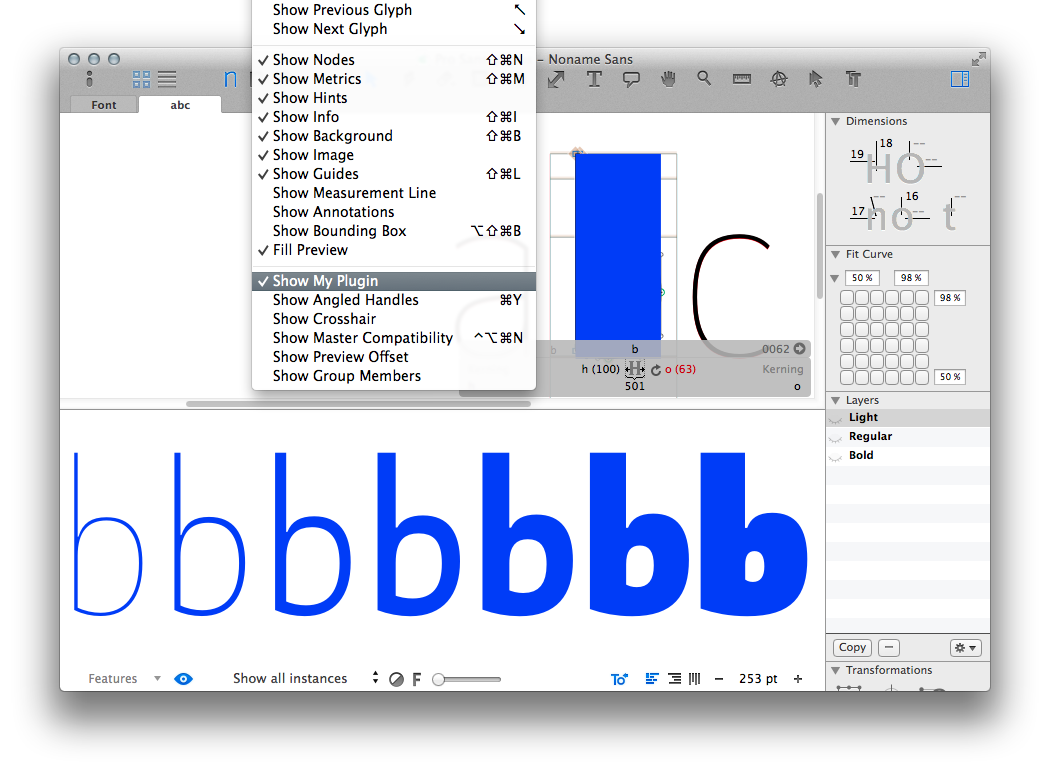 Show Previous Glyph ↖
Show Next Glyph ↘
✓ Show Nodes ⇧⌘N
✓ Show Metrics ⇧⌘M
✓ Show Hints
✓ Show Info ⇧⌘I
✓ Show Background ⇧⌘B
✓ Show Image
✓ Show Guides ⇧⌘L
Show Measurement Line
Show Annotations
Show Bounding Box ⌥⇧⌘B
✓ Fill Preview
✓ Show My Plugin
Show Angled Handles ⌘Y
Show Crosshair
Show Master Compatibility ^⌥⌘N
Show Preview Offset
Show Group Members
– Noname Sans
Font abc
a c
b b 0062
h (100) H o (63) Kerning
501 o
b b b b b b b
Features Show all instances F To 253 pt +
Dimensions
19 18 -- --
HO
17 16 -- --
no t
Fit Curve
50 % 98 %
98 %
50 %
Layers
Light
Regular
Bold
Copy −
Transformations